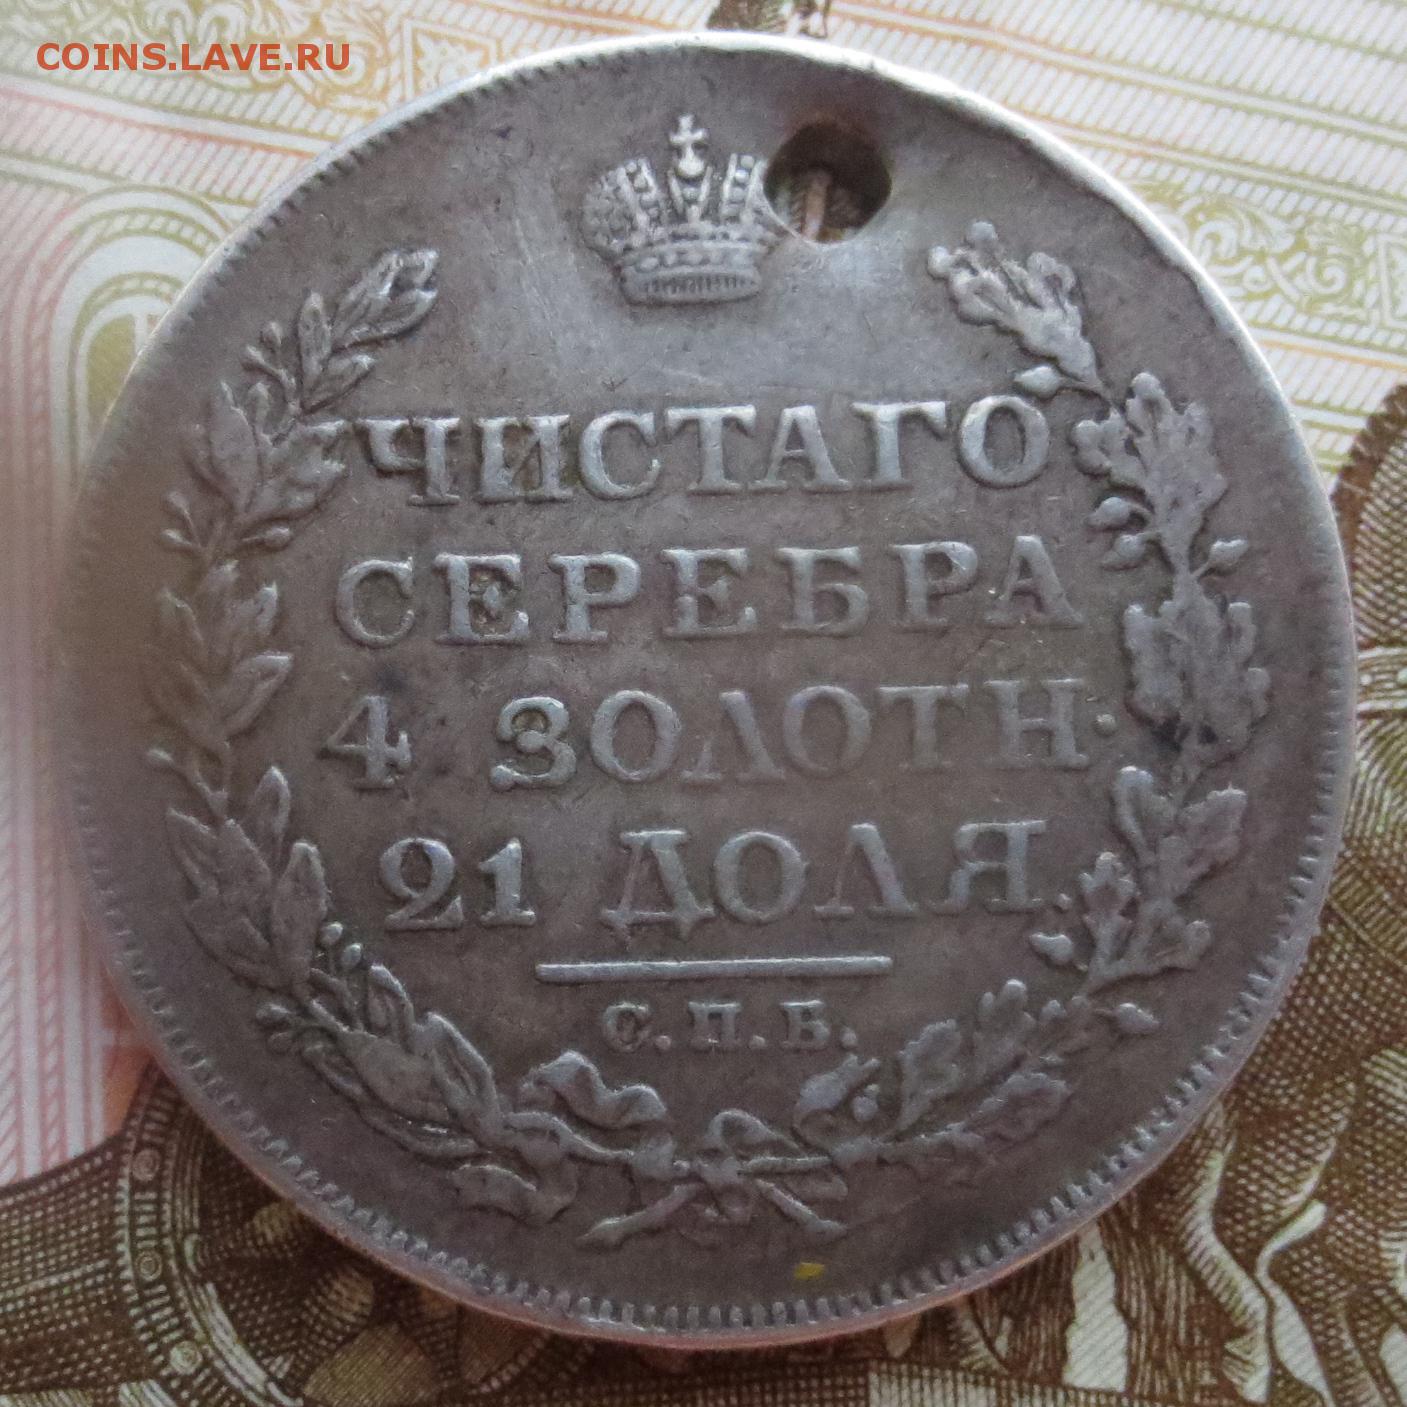 COINS.LAVE.RU
ЧИСТАГО
СЕРЕБРА
4 ЗОЛОТН.
21 ДОЛЯ.
С.П.Б.